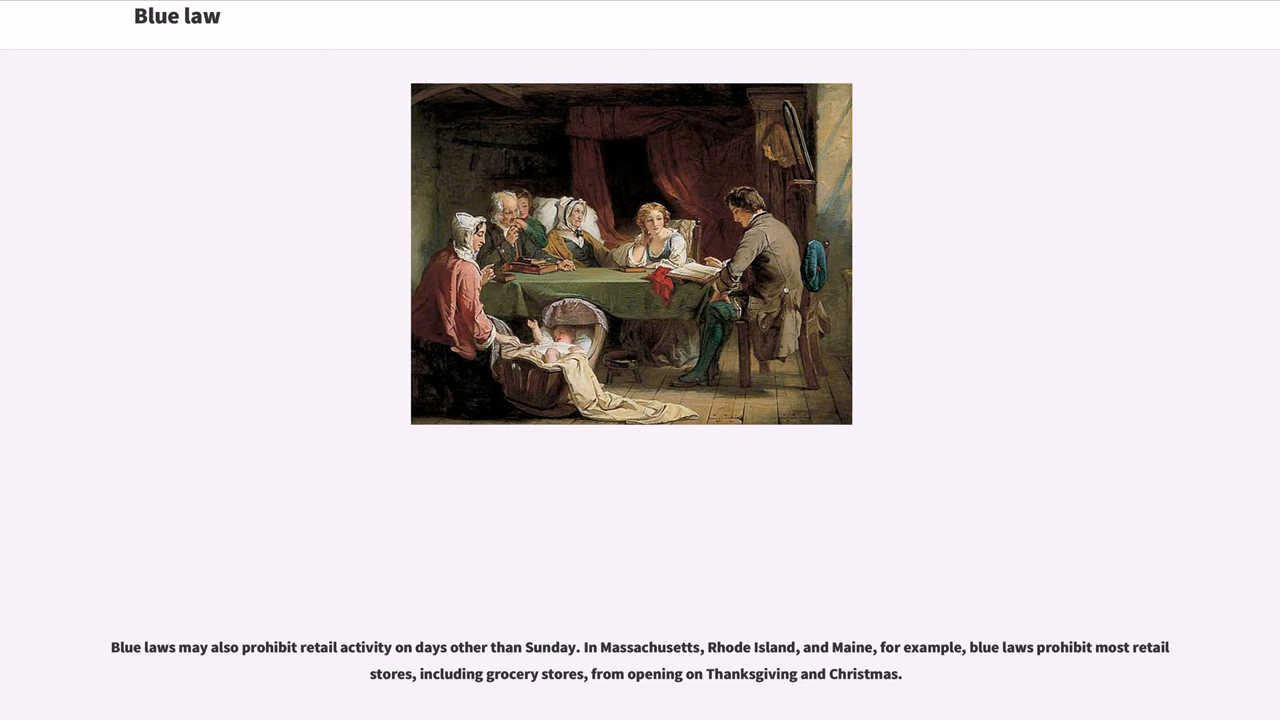 Blue law
Blue laws may also prohibit retail activity on days other than Sunday. In Massachusetts, Rhode Island, and Maine, for example, blue laws prohibit most retail
stores, including grocery stores, from opening on Thanksgiving and Christmas.